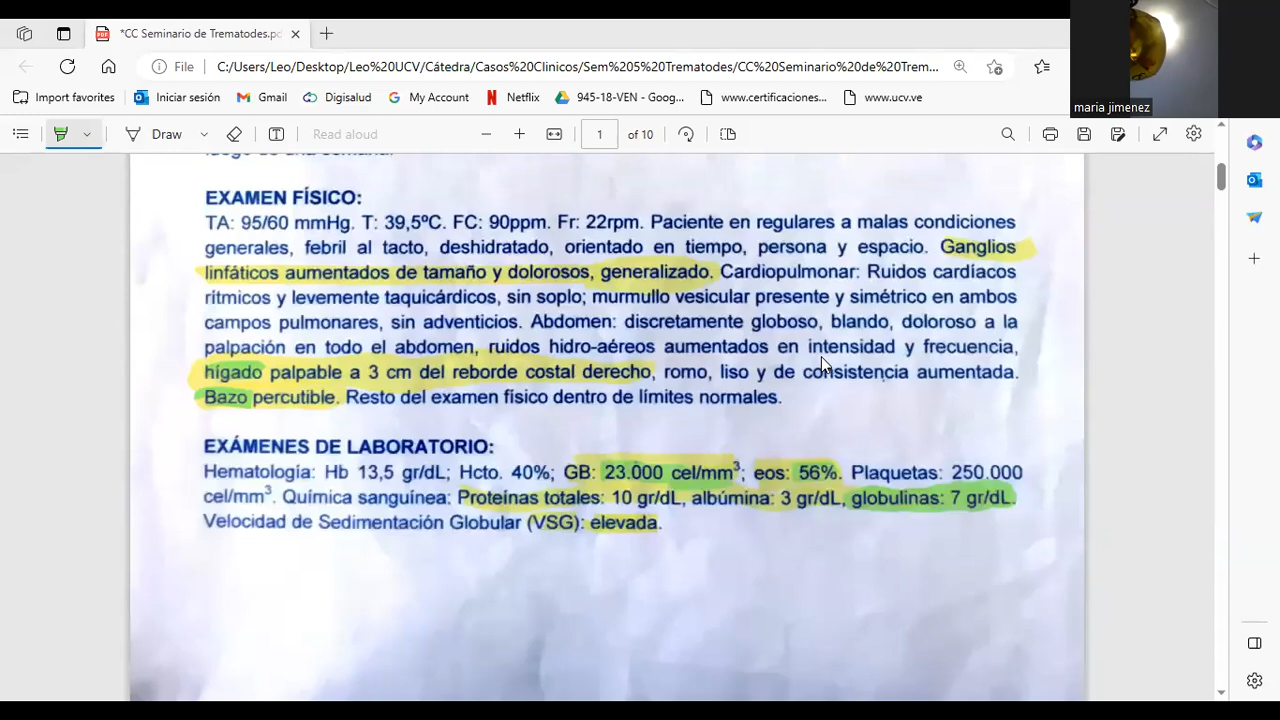 *CC Seminario de Trematodes.pd
File C:/Users/Leo/Desktop/Leo%20UCV/Cátedra/Casos%20Clinicos/Sem%205%20Trematodes/CC%20Seminario%20de%20Trem...
Import favorites Iniciar sesión Gmail Digisalud My Account Netflix 945-18-VEN - Goog... www.certificaciones... www.ucv.ve
maria jimenez
Draw Read aloud 1 of 10
luego de una semana.
EXAMEN FÍSICO:
TA: 95/60 mmHg. T: 39,5ºC. FC: 90ppm. Fr: 22rpm. Paciente en regulares a malas condiciones
generales, febril al tacto, deshidratado, orientado en tiempo, persona y espacio. Ganglios
linfáticos aumentados de tamaño y dolorosos, generalizado. Cardiopulmonar: Ruidos cardíacos
rítmicos y levemente taquicárdicos, sin soplo; murmullo vesicular presente y simétrico en ambos
campos pulmonares, sin adventicios. Abdomen: discretamente globoso, blando, doloroso a la
palpación en todo el abdomen, ruidos hidro-aéreos aumentados en intensidad y frecuencia,
hígado palpable a 3 cm del reborde costal derecho, romo, liso y de consistencia aumentada.
Bazo percutible. Resto del examen físico dentro de límites normales.
EXÁMENES DE LABORATORIO:
Hematología: Hb 13,5 gr/dL; Hcto. 40%; GB: 23.000 cel/mm³; eos: 56%. Plaquetas: 250.000
cel/mm³. Química sanguínea: Proteínas totales: 10 gr/dL, albúmina: 3 gr/dL, globulinas: 7 gr/dL.
Velocidad de Sedimentación Globular (VSG): elevada.